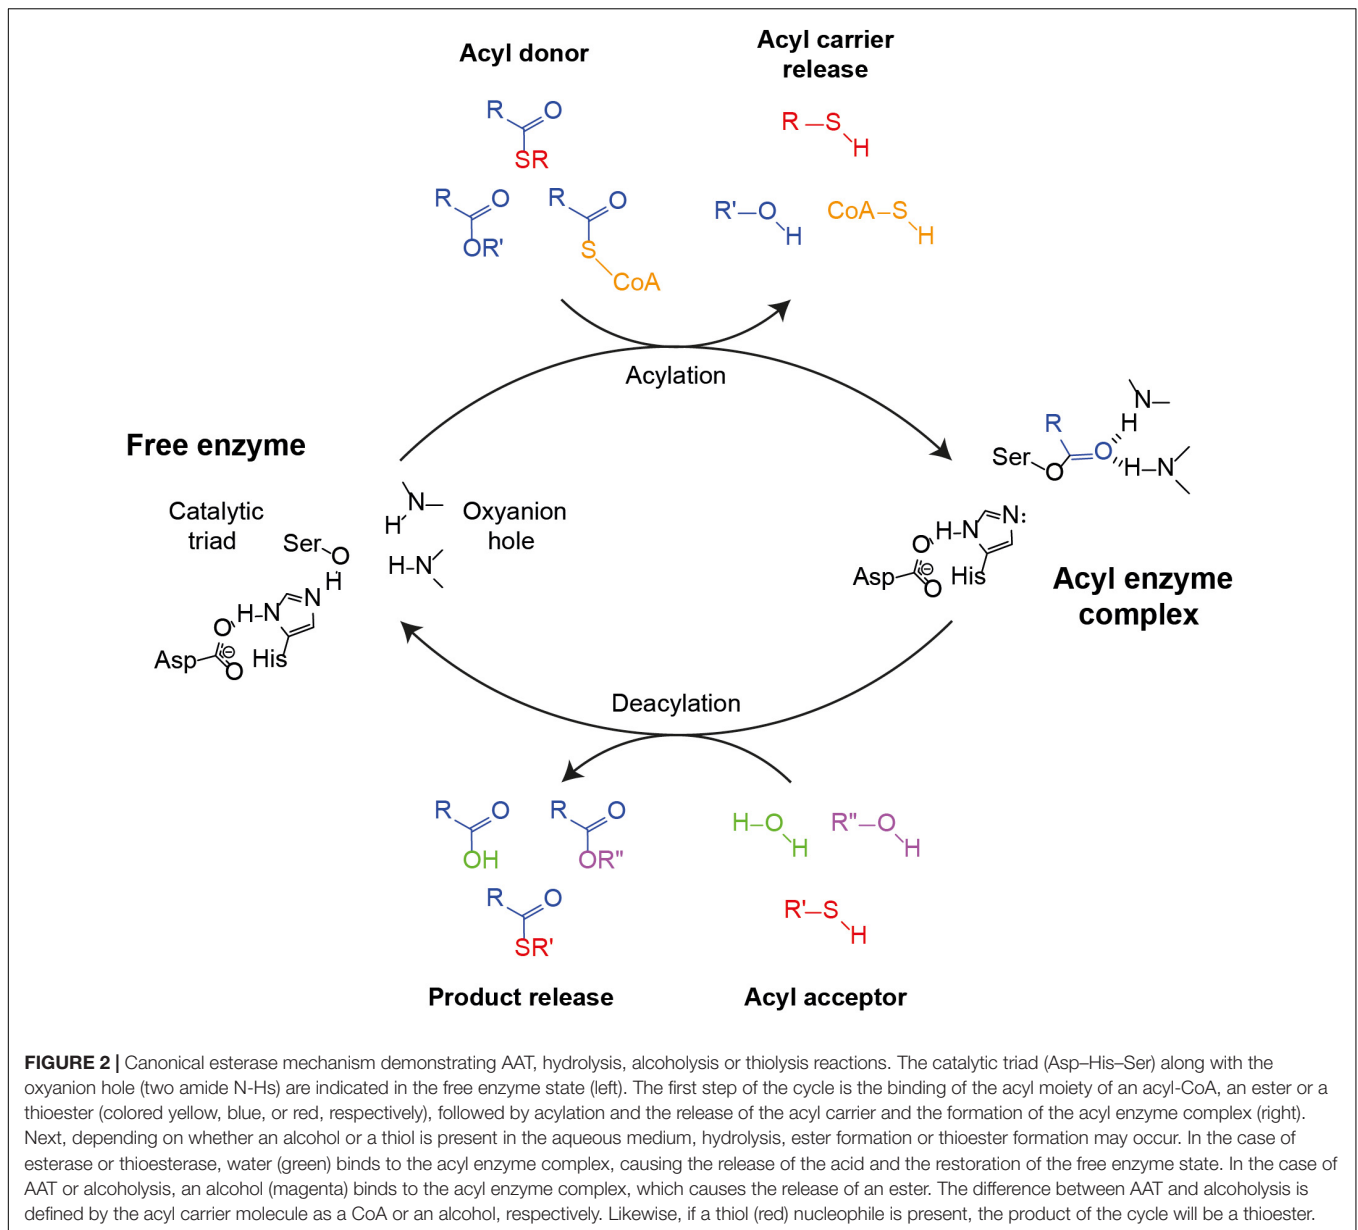 Acyl donor
Acyl carrier
release
R O
SR
R O
OR'
R O
S
CoA
R–S
H
R'–O
H
CoA–S
H
Acylation
Free enzyme
Catalytic
triad
Ser
O
H
N
H–N
O
Asp
O
His
N
H
H–N
Oxyanion
hole
N
H
R
Ser
O
O
H–N
N:
H–N
O
Asp
O
His
Acyl enzyme
complex
Deacylation
R O
OH
R O
OR"
R O
SR'
H–O
H
R"–O
H
R'–S
H
Product release
Acyl acceptor
FIGURE 2 | Canonical esterase mechanism demonstrating AAT, hydrolysis, alcoholysis or thiolysis reactions. The catalytic triad (Asp–His–Ser) along with the
oxyanion hole (two amide N-Hs) are indicated in the free enzyme state (left). The first step of the cycle is the binding of the acyl moiety of an acyl-CoA, an ester or a
thioester (colored yellow, blue, or red, respectively), followed by acylation and the release of the acyl carrier and the formation of the acyl enzyme complex (right).
Next, depending on whether an alcohol or a thiol is present in the aqueous medium, hydrolysis, ester formation or thioester formation may occur. In the case of
esterase or thioesterase, water (green) binds to the acyl enzyme complex, causing the release of the acid and the restoration of the free enzyme state. In the case of
AAT or alcoholysis, an alcohol (magenta) binds to the acyl enzyme complex, which causes the release of an ester. The difference between AAT and alcoholysis is
defined by the acyl carrier molecule as a CoA or an alcohol, respectively. Likewise, if a thiol (red) nucleophile is present, the product of the cycle will be a thioester.